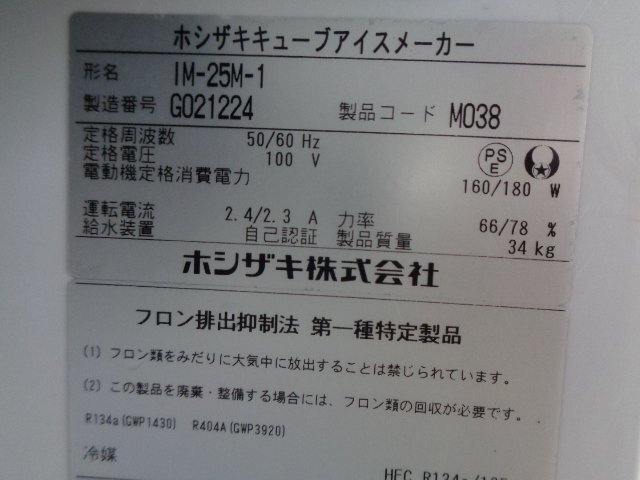 ホシザキキューブアイスメーカー
形名 IM-25M-1
製造番号 G021224 製品コード M038
定格周波数 50/60 Hz
定格電圧 100 V
電動機定格消費電力 160/180 W
PS E
運転電流 2.4/2.3 A 力率 66/78 %
給水装置 自己認証 製品質量 34 kg
ホシザキ株式会社
フロン排出抑制法 第一種特定製品
(1) フロン類をみだりに大気中に放出することは禁じられています。
(2) この製品を廃棄・整備する場合には、フロン類の回収が必要です。
R134a(GWP1430) R404A(GWP3920)
冷媒
HFC R134a/105